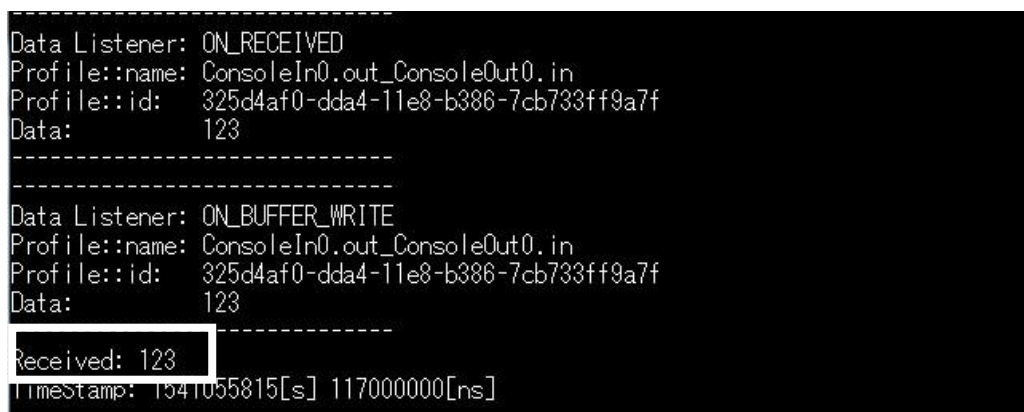 -------------------------------
Data Listener: ON_RECEIVED
Profile::name: ConsoleIn0.out_ConsoleOut0.in
Profile::id:   325d4af0-dda4-11e8-b386-7cb733ff9a7f
Data:          123
-------------------------------
-------------------------------
Data Listener: ON_BUFFER_WRITE
Profile::name: ConsoleIn0.out_ConsoleOut0.in
Profile::id:   325d4af0-dda4-11e8-b386-7cb733ff9a7f
Data:          123
-------------------------------
Received: 123
TimeStamp: 1541055815[s] 117000000[ns]